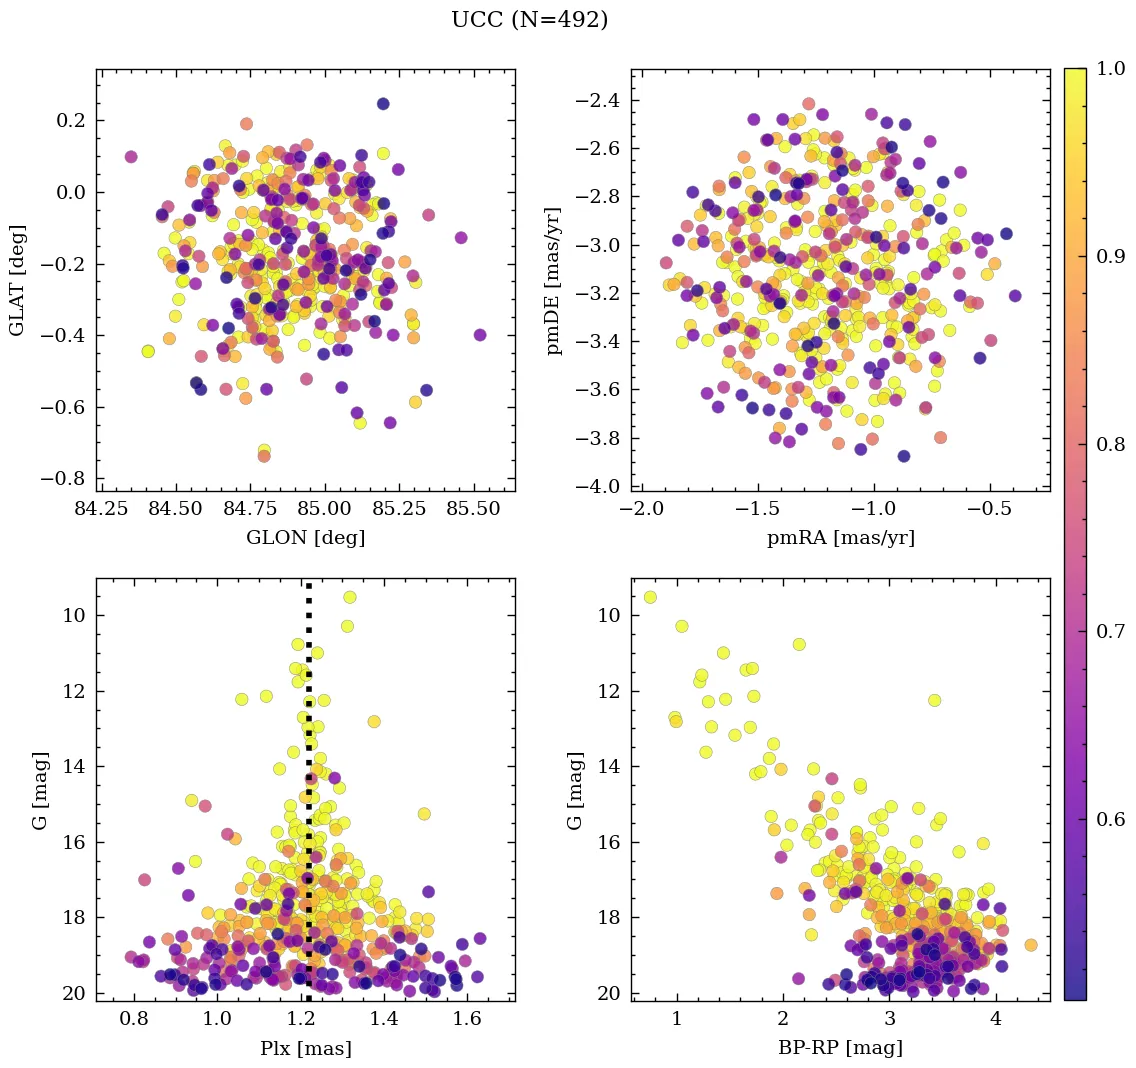 UCC (N=492)
GLAT [deg]
0.2
0.0
−0.2
−0.4
−0.6
−0.8
84.25 84.50 84.75 85.00 85.25 85.50
GLON [deg]
pmDE [mas/yr]
−2.4
−2.6
−2.8
−3.0
−3.2
−3.4
−3.6
−3.8
−4.0
−2.0 −1.5 −1.0 −0.5
pmRA [mas/yr]
1.0
0.9
0.8
0.7
0.6
G [mag]
10
12
14
16
18
20
0.8 1.0 1.2 1.4 1.6
Plx [mas]
G [mag]
10
12
14
16
18
20
1 2 3 4
BP-RP [mag]